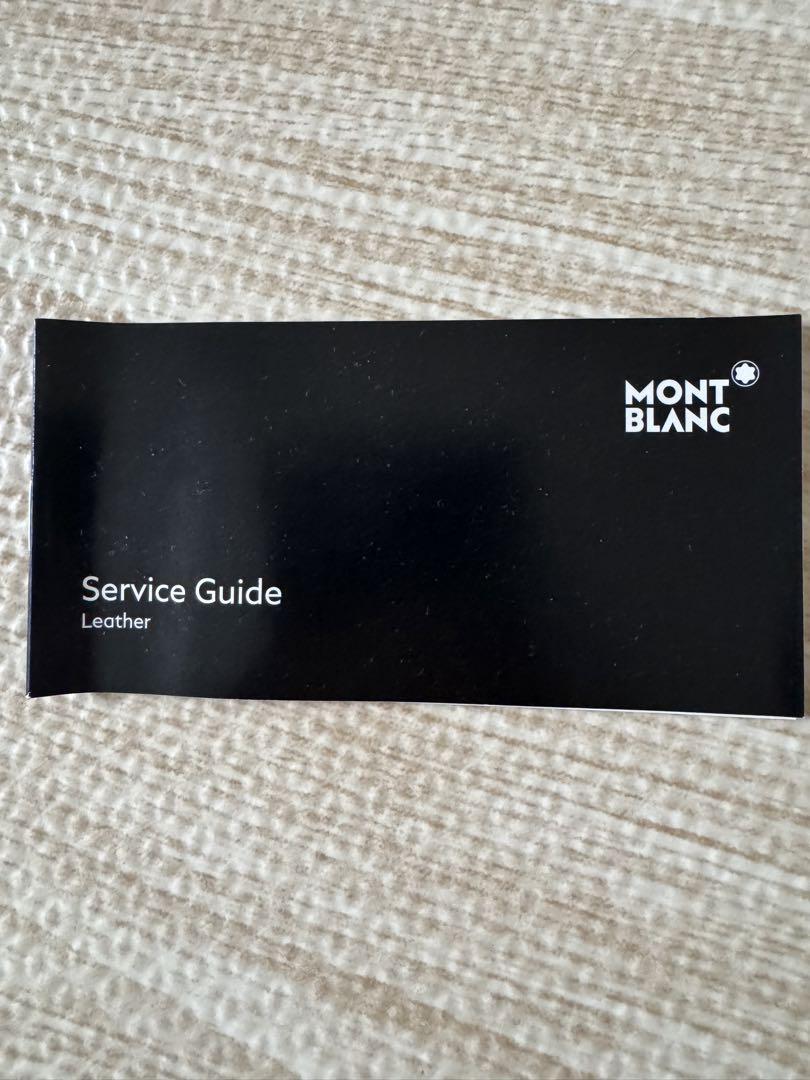 MONT
BLANC
Service Guide
Leather